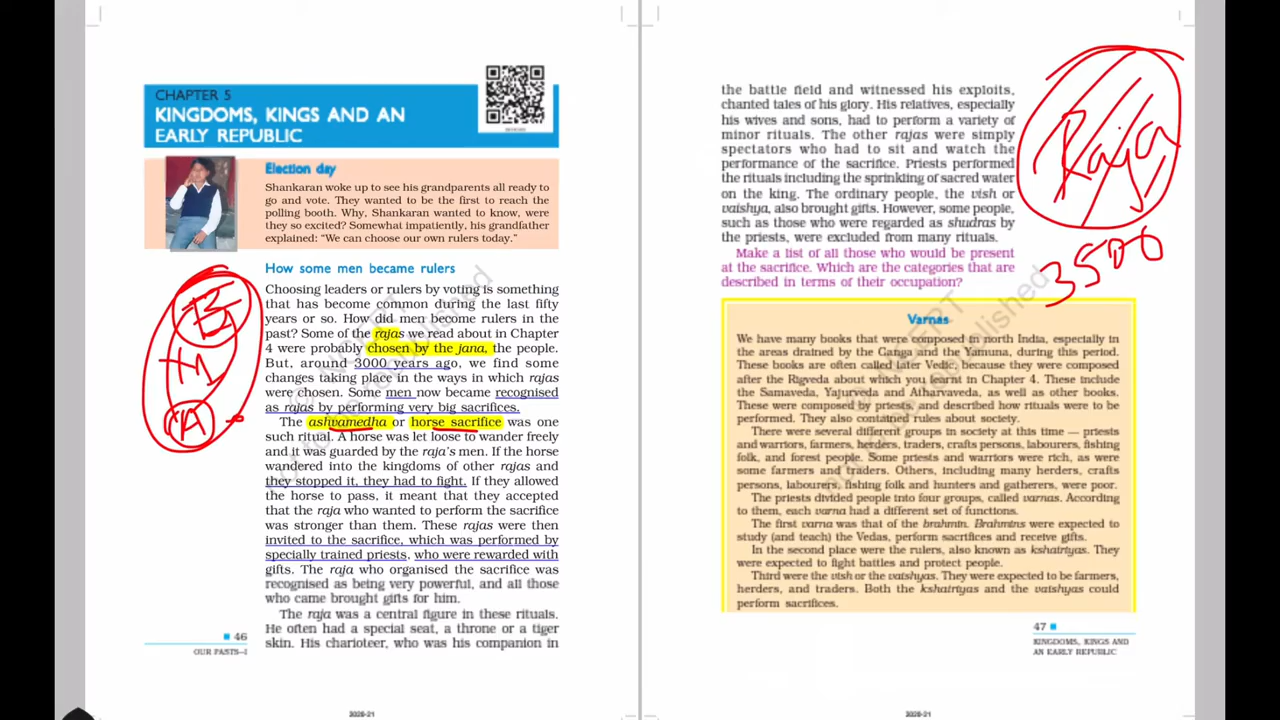 CHAPTER 5
KINGDOMS, KINGS AND AN
EARLY REPUBLIC
Election day
Shankaran woke up to see his grandparents all ready to
go and vote. They wanted to be the first to reach the
polling booth. Why, Shankaran wanted to know, were
they so excited? Somewhat impatiently, his grandfather
explained: “We can choose our own rulers today.”
How some men became rulers
Choosing leaders or rulers by voting is something
that has become common during the last fifty
years or so. How did men become rulers in the
past? Some of the rajas we read about in Chapter
4 were probably chosen by the jana, the people.
But, around 3000 years ago, we find some
changes taking place in the ways in which rajas
were chosen. Some men now became recognised
as rajas by performing very big sacrifices.
The ashvamedha or horse sacrifice was one
such ritual. A horse was let loose to wander freely
and it was guarded by the raja’s men. If the horse
wandered into the kingdoms of other rajas and
they stopped it, they had to fight. If they allowed
the horse to pass, it meant that they accepted
that the raja who wanted to perform the sacrifice
was stronger than them. These rajas were then
invited to the sacrifice, which was performed by
specially trained priests, who were rewarded with
gifts. The raja who organised the sacrifice was
recognised as being very powerful, and all those
who came brought gifts for him.
The raja was a central figure in these rituals.
He often had a special seat, a throne or a tiger
skin. His charioteer, who was his companion in
46
OUR PASTS–I
the battle field and witnessed his exploits,
chanted tales of his glory. His relatives, especially
his wives and sons, had to perform a variety of
minor rituals. The other rajas were simply
spectators who had to sit and watch the
performance of the sacrifice. Priests performed
the rituals including the sprinkling of sacred water
on the king. The ordinary people, the vish or
vaishya, also brought gifts. However, some people,
such as those who were regarded as shudras by
the priests, were excluded from many rituals.
Make a list of all those who would be present
at the sacrifice. Which are the categories that are
described in terms of their occupation?
Raja
3500
Varnas
We have many books that were composed in north India, especially in
the areas drained by the Ganga and the Yamuna, during this period.
These books are often called later Vedic, because they were composed
after the Rigveda about which you learnt in Chapter 4. These include
the Samaveda, Yajurveda and Atharvaveda, as well as other books.
These were composed by priests, and described how rituals were to be
performed. They also contained rules about society.
There were several different groups in society at this time — priests
and warriors, farmers, herders, traders, crafts persons, labourers, fishing
folk, and forest people. Some priests and warriors were rich, as were
some farmers and traders. Others, including many herders, crafts
persons, labourers, fishing folk and hunters and gatherers, were poor.
The priests divided people into four groups, called varnas. According
to them, each varna had a different set of functions.
The first varna was that of the brahmin. Brahmins were expected to
study (and teach) the Vedas, perform sacrifices and receive gifts.
In the second place were the rulers, also known as kshatriyas. They
were expected to fight battles and protect people.
Third were the vish or the vaishyas. They were expected to be farmers,
herders, and traders. Both the kshatriyas and the vaishyas could
perform sacrifices.
47
KINGDOMS, KINGS AND
AN EARLY REPUBLIC
2020-21
2020-21